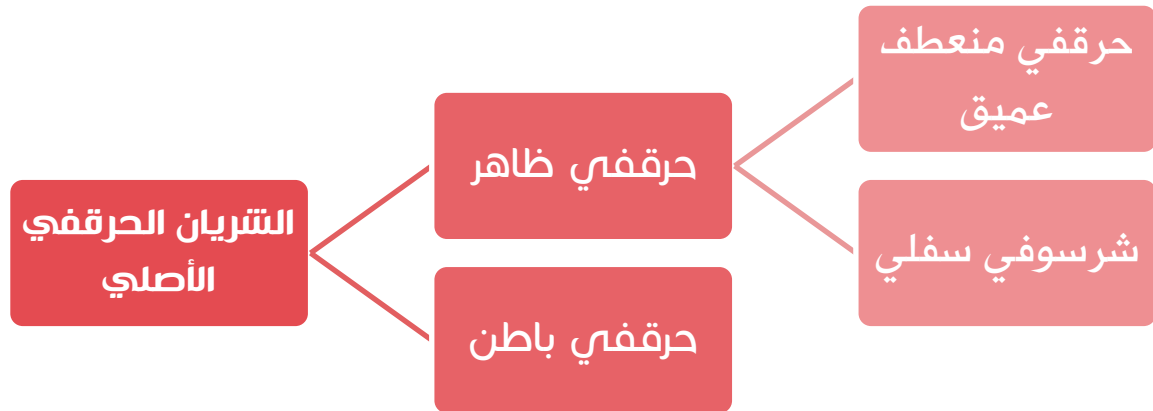 الشريان الحرقفي
الأصلي
حرقفي ظاهر
حرقفي باطن
حرقفي منعطف
عميق
شرسوفي سفلي